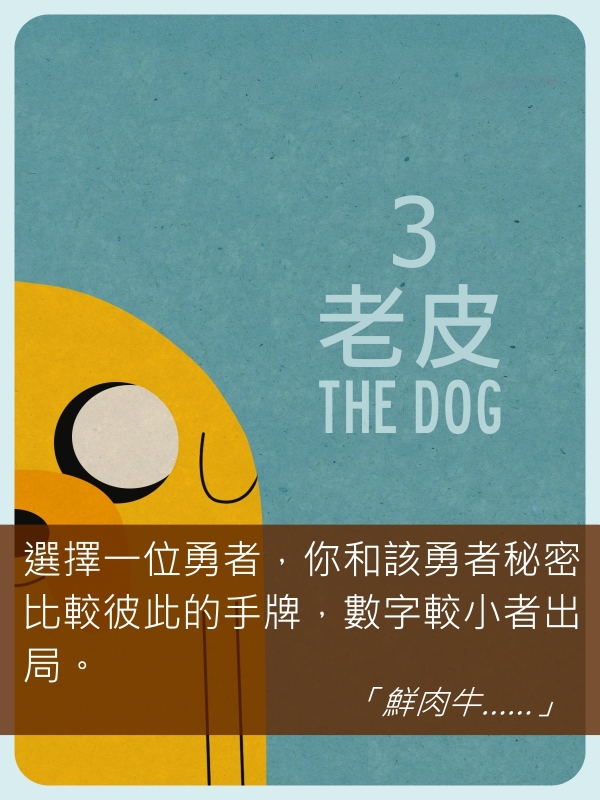 3
老皮
THE DOG
選擇一位勇者，你和該勇者秘密
比較彼此的手牌，數字較小者出
局。
「鮮肉牛......」